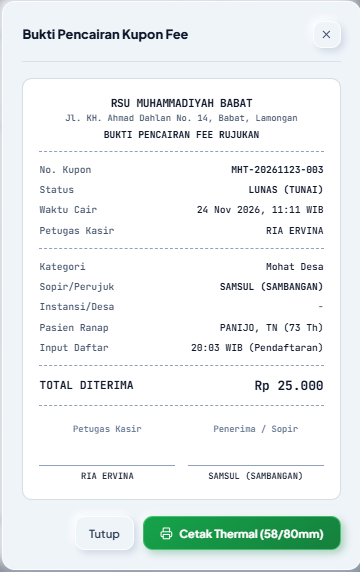 Bukti Pencairan Kupon Fee
RSU MUHAMMADIYAH BABAT
Jl. KH. Ahmad Dahlan No. 14, Babat, Lamongan
BUKTI PENCAIRAN FEE RUJUKAN
No. Kupon MHT-20261123-003
Status LUNAS (TUNAI)
Waktu Cair 24 Nov 2026, 11:11 WIB
Petugas Kasir RIA ERVINA
Kategori Mohat Desa
Sopir/Perujuk SAMSUL (SAMBANGAN)
Instansi/Desa -
Pasien Ranap PANIJO, TN (73 Th)
Input Daftar 20:03 WIB (Pendaftaran)
TOTAL DITERIMA Rp 25.000
Petugas Kasir Penerima / Sopir
RIA ERVINA SAMSUL (SAMBANGAN)
Tutup Cetak Thermal (58/80mm)